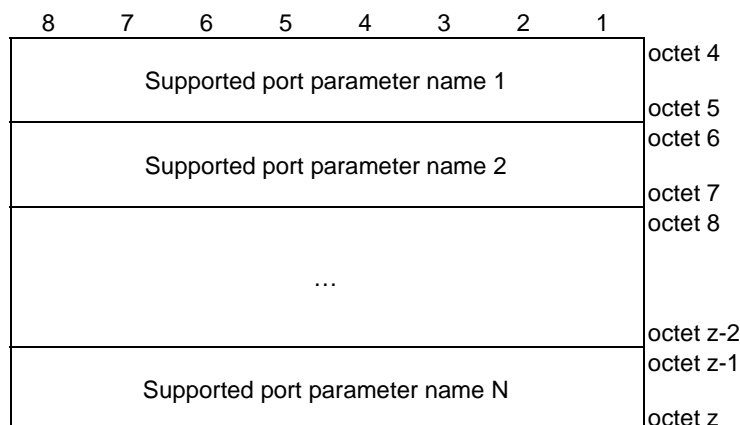 8 7 6 5 4 3 2 1
octet 4
Supported port parameter name 1
octet 5
octet 6
Supported port parameter name 2
octet 7
octet 8
…
octet z-2
octet z-1
Supported port parameter name N
octet z